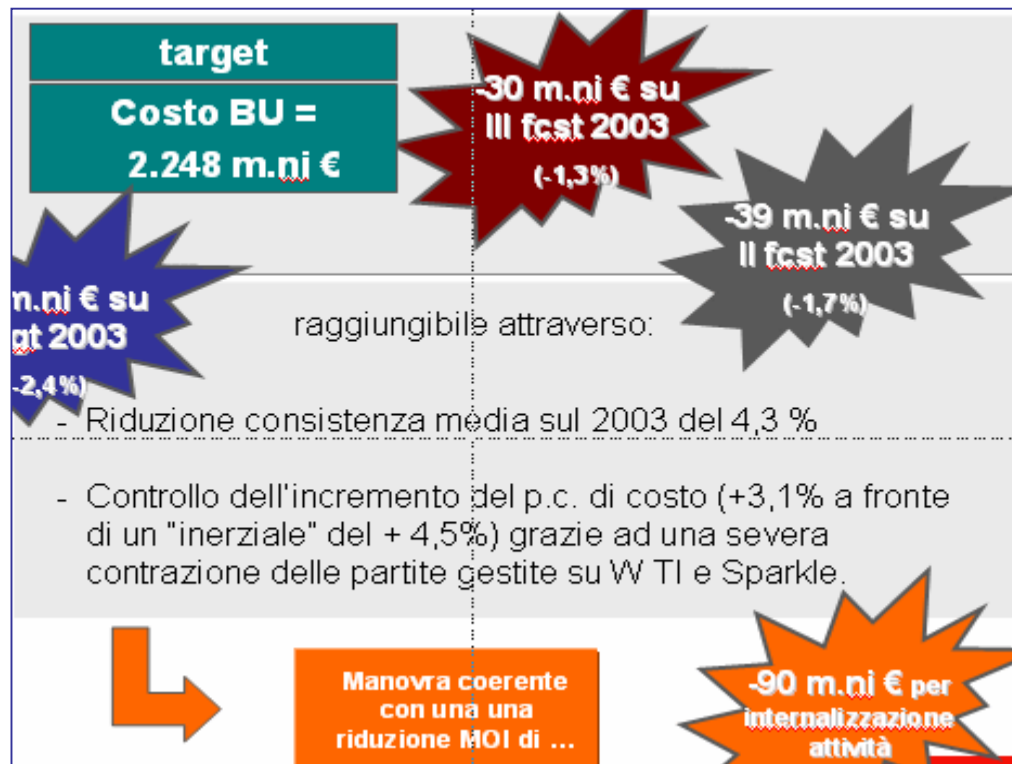 target
Costo BU =
2.248 m.ni €
-30 m.ni € su
III fcst 2003
(-1,3%)
-39 m.ni € su
II fcst 2003
(-1,7%)
m.ni € su
gt 2003
-2,4%)
raggiungibile attraverso:
- Riduzione consistenza media sul 2003 del 4,3 %
- Controllo dell'incremento del p.c. di costo (+3,1% a fronte
di un "inerziale" del + 4,5%) grazie ad una severa
contrazione delle partite gestite su W TI e Sparkle.
Manovra coerente
con una una
riduzione MOI di ...
-90 m.ni € per
internalizzazione
attività